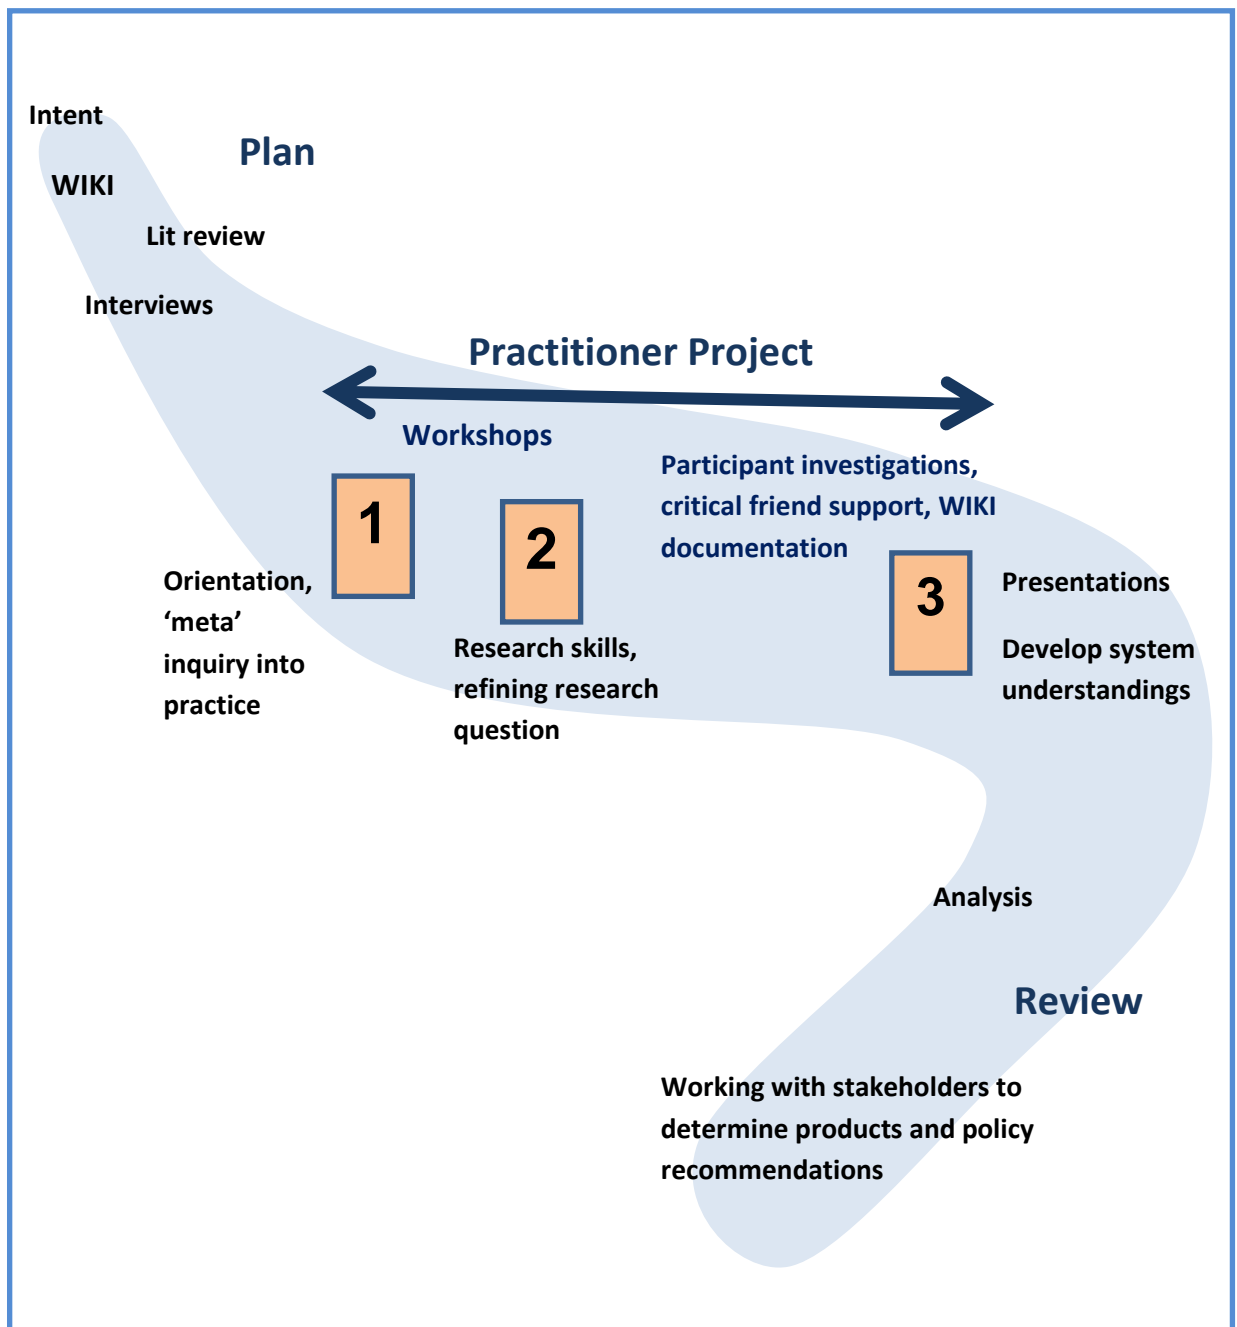 Intent
Plan
WIKI
Lit review
Interviews
Practitioner Project
Workshops
Participant investigations,
critical friend support, WIKI
documentation
1
2
3
Orientation,
‘meta’
inquiry into
practice
Research skills,
refining research
question
Presentations
Develop system
understandings
Analysis
Review
Working with stakeholders to
determine products and policy
recommendations